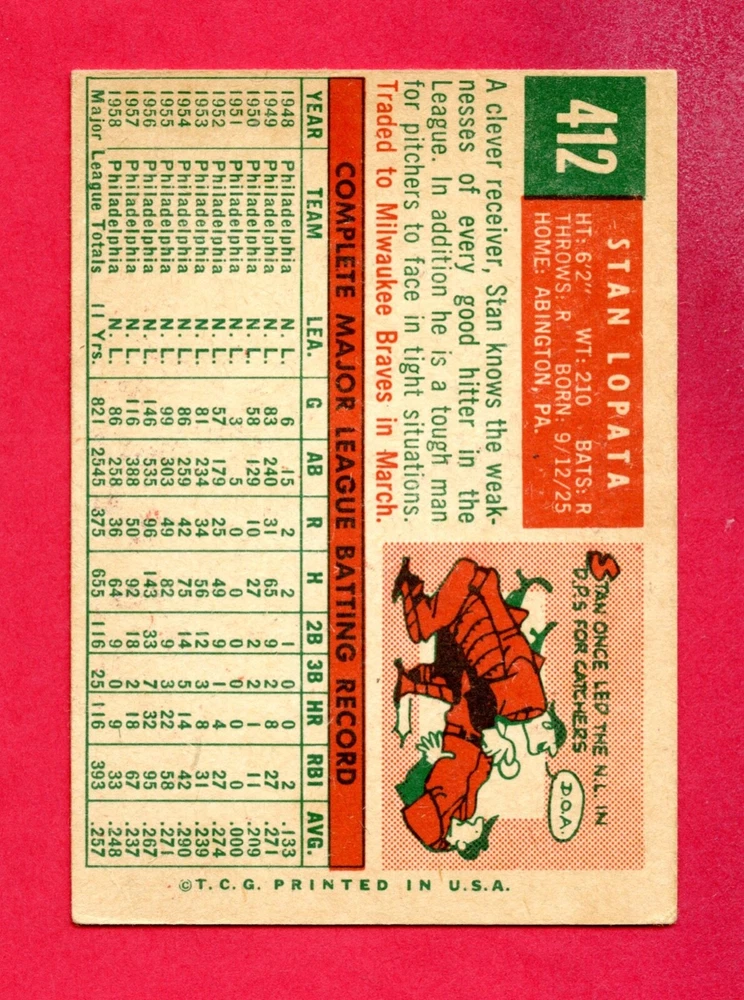 412
STAN LOPATA
HT: 6'2" WT: 210 BATS: R
THROWS: R BORN: 9/12/25
HOME: ABINGTON, PA.
A clever receiver, Stan knows the weak-
nesses of every good hitter in the
League. In addition he is a tough man
for pitchers to face in tight situations.
Traded to Milwaukee Braves in March.
STAN ONCE LED THE N.L. IN
D.P.'S FOR CATCHERS
D.O.A.
COMPLETE MAJOR LEAGUE BATTING RECORD
YEAR TEAM LEA. G AB R H 2B 3B HR RBI AVG.
1948 Philadelphia N. L. 6 15 2 2 1 0 0 2 .133
1949 Philadelphia N. L. 83 240 31 65 9 2 8 27 .271
1950 Philadelphia N. L. 58 129 10 27 2 2 1 11 .209
1951 Philadelphia N. L. 3 5 0 0 0 0 0 0 .000
1952 Philadelphia N. L. 57 179 25 49 9 1 4 27 .274
1953 Philadelphia N. L. 81 234 34 56 12 3 8 31 .239
1954 Philadelphia N. L. 86 259 42 75 14 5 14 42 .290
1955 Philadelphia N. L. 99 303 49 82 9 3 22 58 .271
1956 Philadelphia N. L. 146 535 96 143 33 7 32 95 .267
1957 Philadelphia N. L. 116 388 50 92 18 2 18 67 .237
1958 Philadelphia N. L. 86 258 36 64 9 0 9 33 .248
Major League Totals 11 Yrs. 821 2545 375 655 116 25 116 393 .257
©T.C.G. PRINTED IN U.S.A.